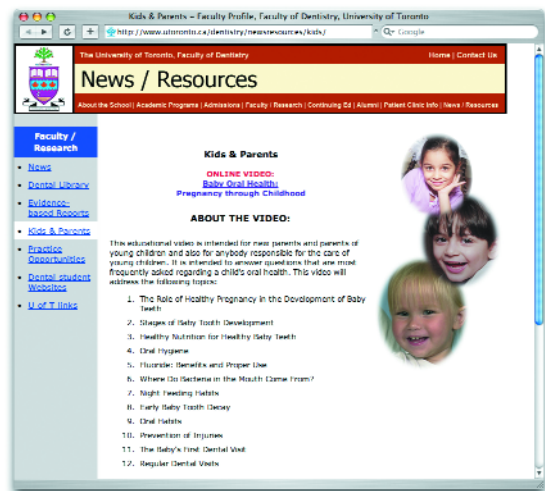 Kids & Parents – Faculty Profile, Faculty of Dentistry, University of Toronto
http://www.utoronto.ca/dentistry/newsresources/kids/
Google
The University of Toronto, Faculty of Dentistry
Home | Contact Us
News / Resources
About the School | Academic Programs | Admissions | Faculty / Research | Continuing Ed | Alumni | Patient Clinic Info | News / Resources
Faculty /
Research
News
Dental Library
Evidence-
based Reports
Kids & Parents
Practice
Opportunities
Dental student
Websites
U of T links
Kids & Parents
ONLINE VIDEO:
Baby Oral Health:
Pregnancy through Childhood
ABOUT THE VIDEO:
This educational video is intended for new parents and parents of
young children and also for anybody responsible for the care of
young children. It is intended to answer questions that are most
frequently asked regarding a child's oral health. This video will
address the following topics:
1. The Role of Healthy Pregnancy in the Development of Baby
Teeth
2. Stages of Baby Tooth Development
3. Healthy Nutrition for Healthy Baby Teeth
4. Oral Hygiene
5. Fluoride: Benefits and Proper Use
6. Where Do Bacteria in the Mouth Come From?
7. Night Feeding Habits
8. Early Baby Tooth Decay
9. Oral Habits
10. Prevention of Injuries
11. The Baby's First Dental Visit
12. Regular Dental Visits